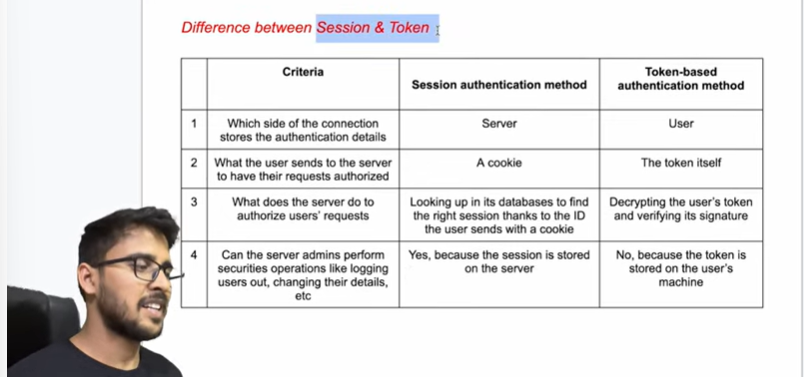 Difference between Session & Token
Criteria
Session authentication method
Token-based
authentication method
1
Which side of the connection
stores the authentication details
Server
User
2
What the user sends to the server
to have their requests authorized
A cookie
The token itself
3
What does the server do to
authorize users' requests
Looking up in its databases to find
the right session thanks to the ID
the user sends with a cookie
Decrypting the user's token
and verifying its signature
4
Can the server admins perform
securities operations like logging
users out, changing their details,
etc
Yes, because the session is stored
on the server
No, because the token is
stored on the user's
machine